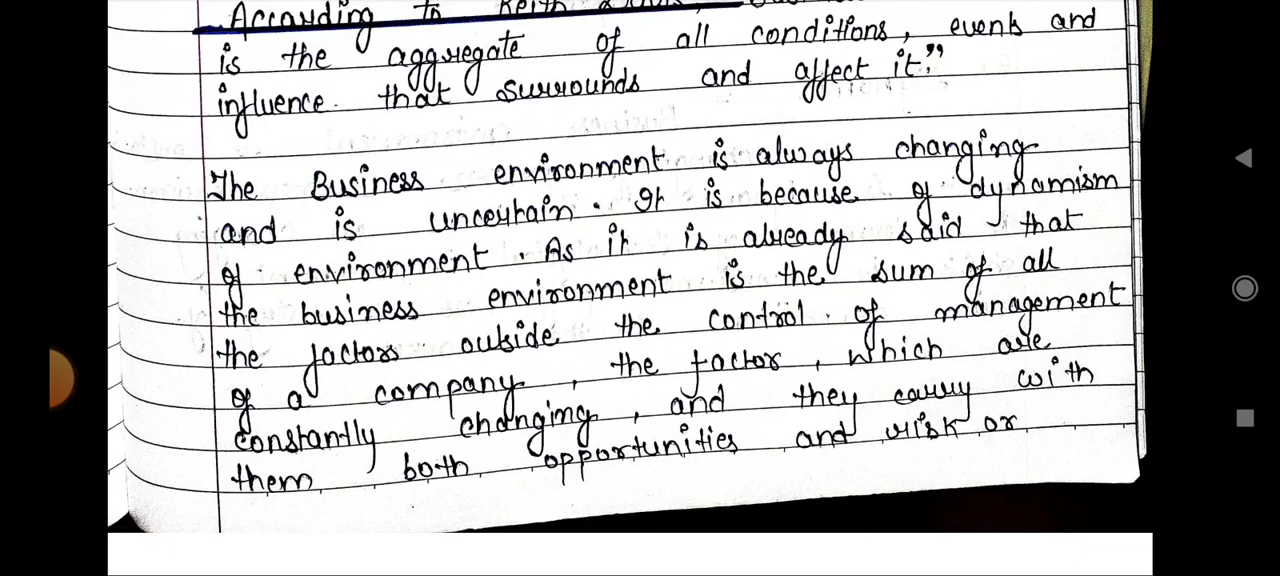 According to Keith
is the aggregate of all conditions, events and
influence that surrounds and affect it."
The Business environment is always changing
and is uncertain. It is because of dynamism
of environment. As it is already said that
the business environment is the sum of all
the factors outside the control of management
of a company, the factor, which are
constantly changing, and they carry with
them both opportunities and risk or